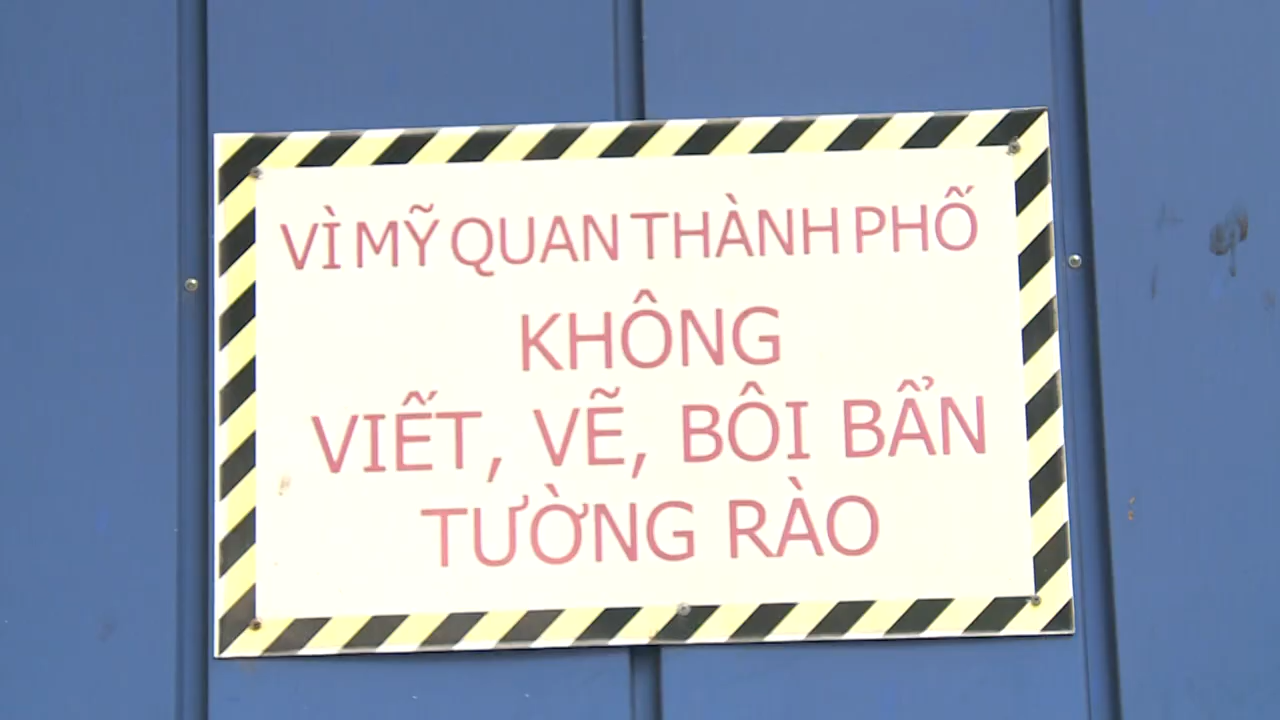 VÌ MỸ QUAN THÀNH PHỐ
KHÔNG
VIẾT, VẼ, BÔI BẨN
TƯỜNG RÀO